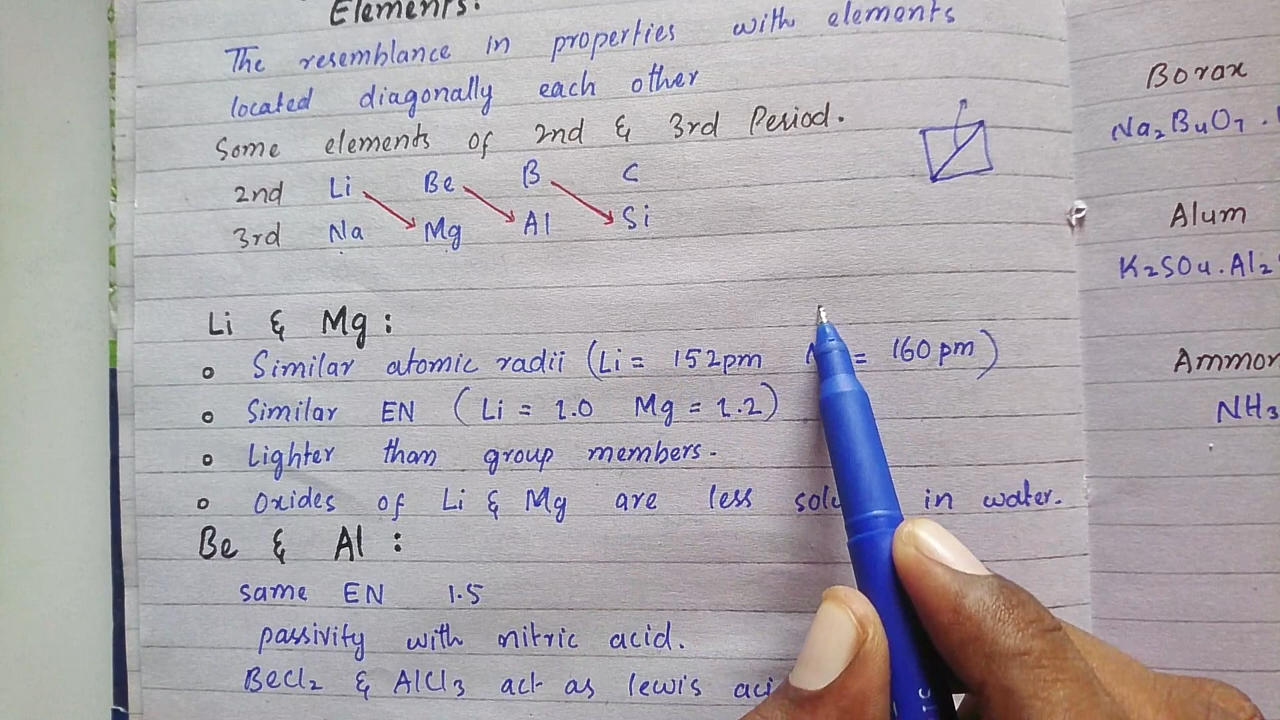 Elements:
The resemblance in properties with elements
located diagonally each other
Some elements of 2nd & 3rd Period.
2nd Li Be B C
3rd Na Mg Al Si
Li & Mg:
Similar atomic radii (Li = 152pm = 160 pm)
Similar EN (Li = 1.0 Mg = 1.2)
Lighter than group members.
Oxides of Li & Mg are less in water.
Be & Al:
same EN 1.5
passivity with nitric acid.
BeCl2 & AlCl3 act as lewis
Borax
Na2B4O7.
Alum
K2SO4.Al2
NH3